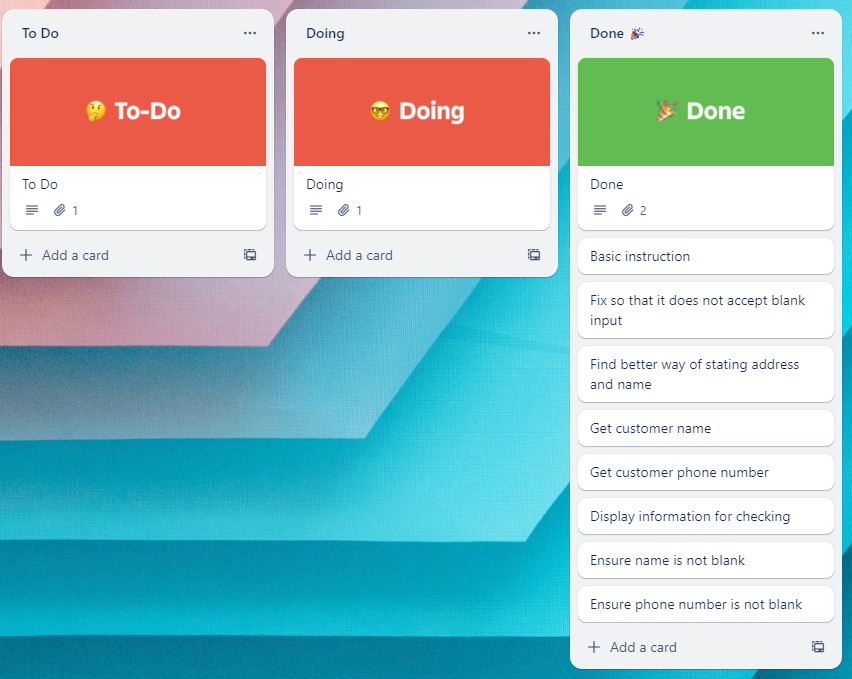 To Do
🤔 To-Do
To Do
1
Add a card
Doing
🤓 Doing
Doing
1
Add a card
Done 🎉
🎉 Done
Done
2
Basic instruction
Fix so that it does not accept blank
input
Find better way of stating address
and name
Get customer name
Get customer phone number
Display information for checking
Ensure name is not blank
Ensure phone number is not blank
Add a card